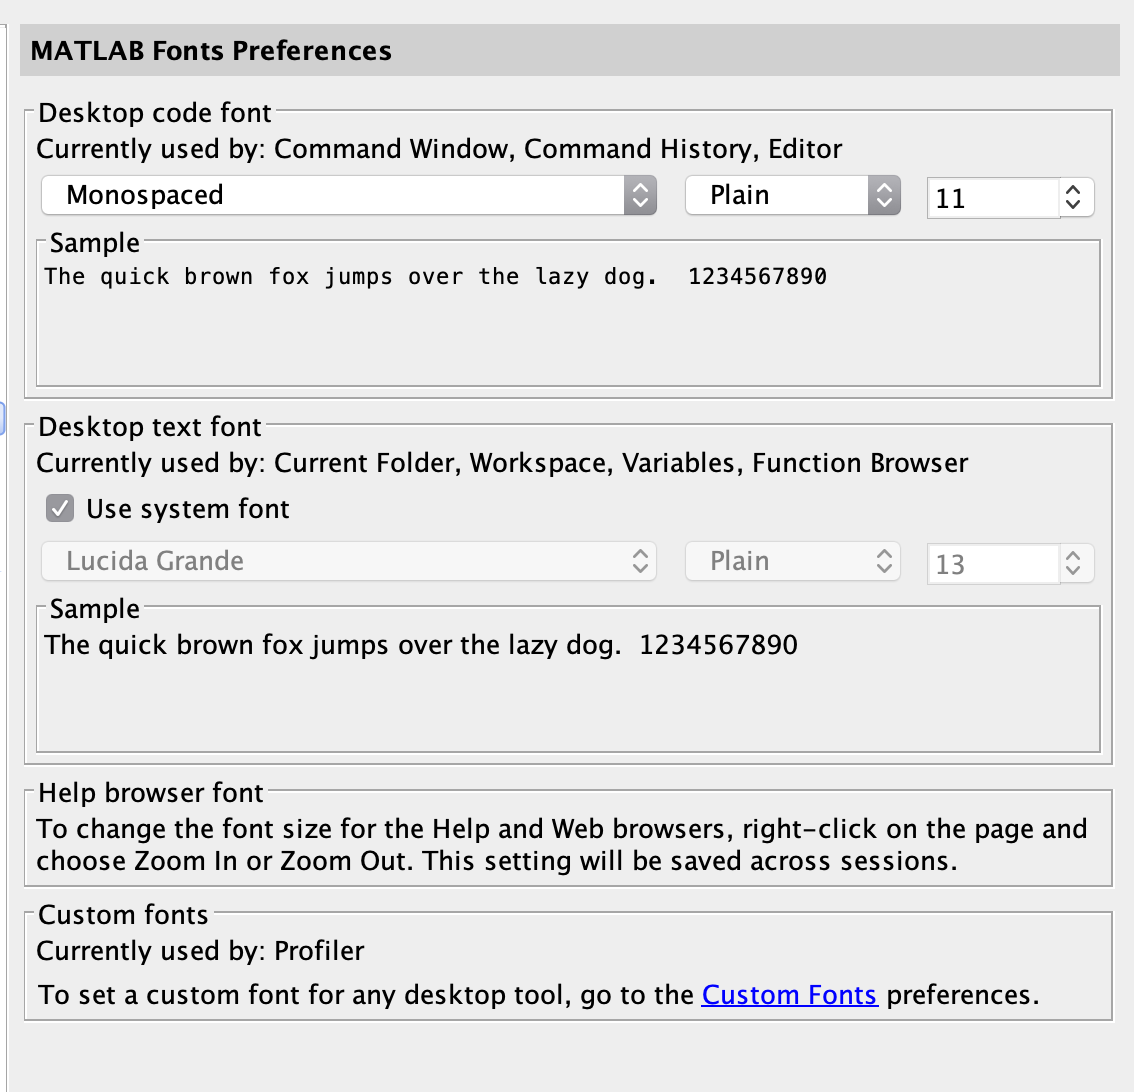 MATLAB Fonts Preferences
Desktop code font
Currently used by: Command Window, Command History, Editor
Monospaced Plain 11
Sample
The quick brown fox jumps over the lazy dog.  1234567890
Desktop text font
Currently used by: Current Folder, Workspace, Variables, Function Browser
Use system font
Lucida Grande Plain 13
Sample
The quick brown fox jumps over the lazy dog.  1234567890
Help browser font
To change the font size for the Help and Web browsers, right-click on the page and
choose Zoom In or Zoom Out. This setting will be saved across sessions.
Custom fonts
Currently used by: Profiler
To set a custom font for any desktop tool, go to the Custom Fonts preferences.